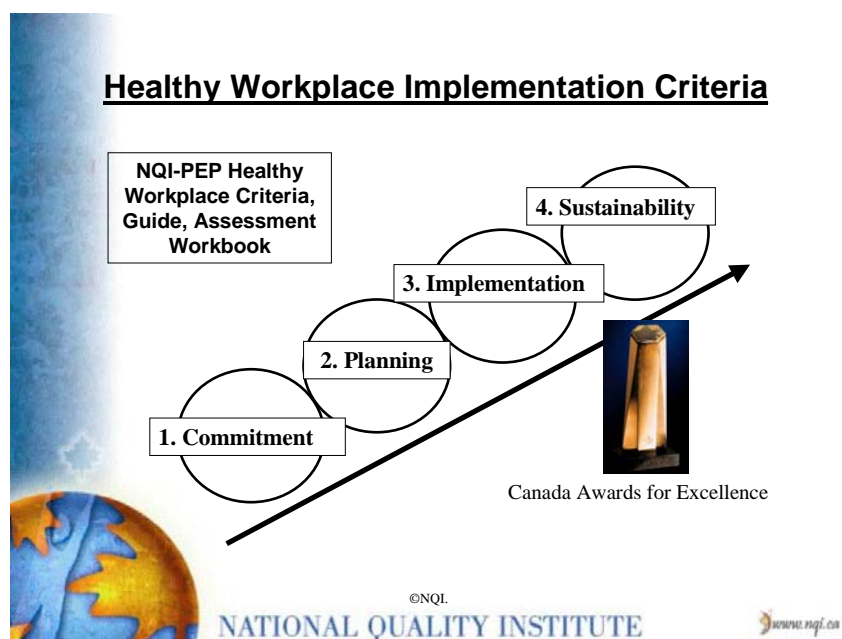 Healthy Workplace Implementation Criteria
NQI-PEP Healthy
Workplace Criteria,
Guide, Assessment
Workbook
4. Sustainability
3. Implementation
2. Planning
1. Commitment
Canada Awards for Excellence
©NQI.
NATIONAL QUALITY INSTITUTE
www.nqi.ca